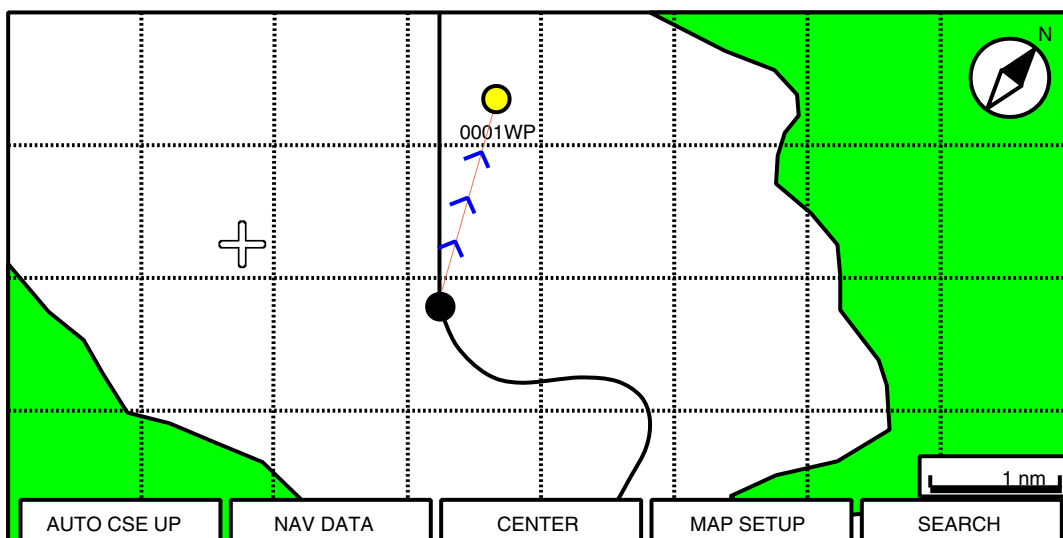 N
0001WP
1 nm
AUTO CSE UP
NAV DATA
CENTER
MAP SETUP
SEARCH